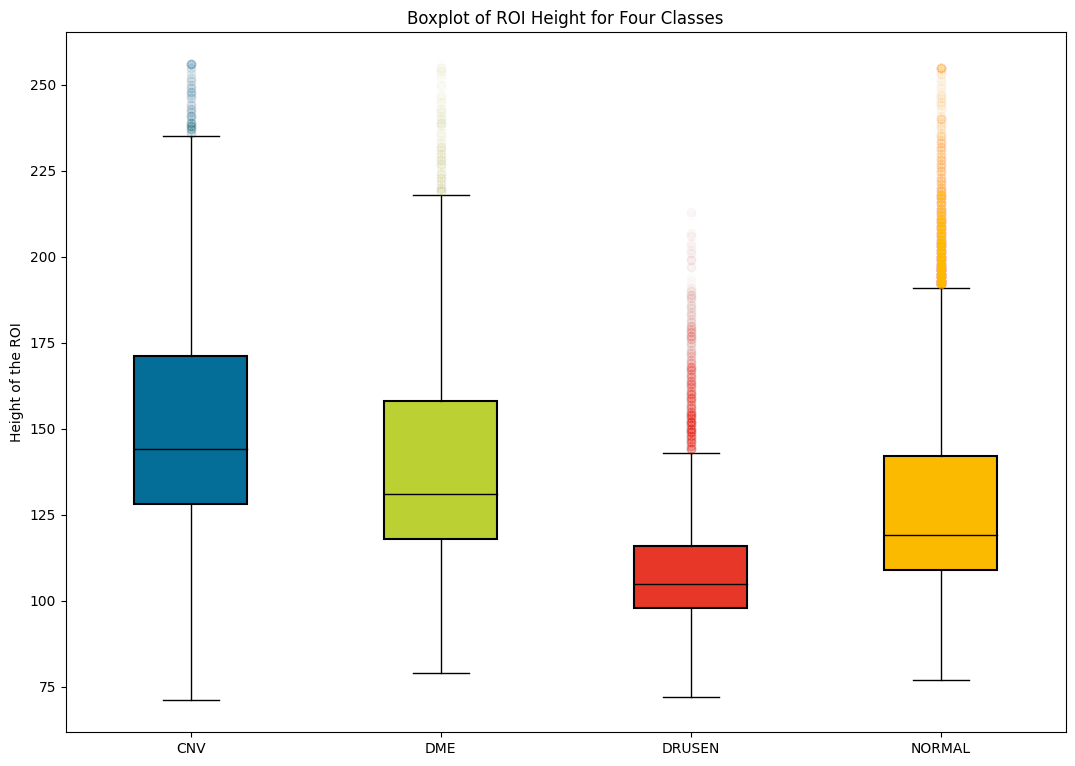 Boxplot of ROI Height for Four Classes
Height of the ROI
250
225
200
175
150
125
100
75
CNV DME DRUSEN NORMAL